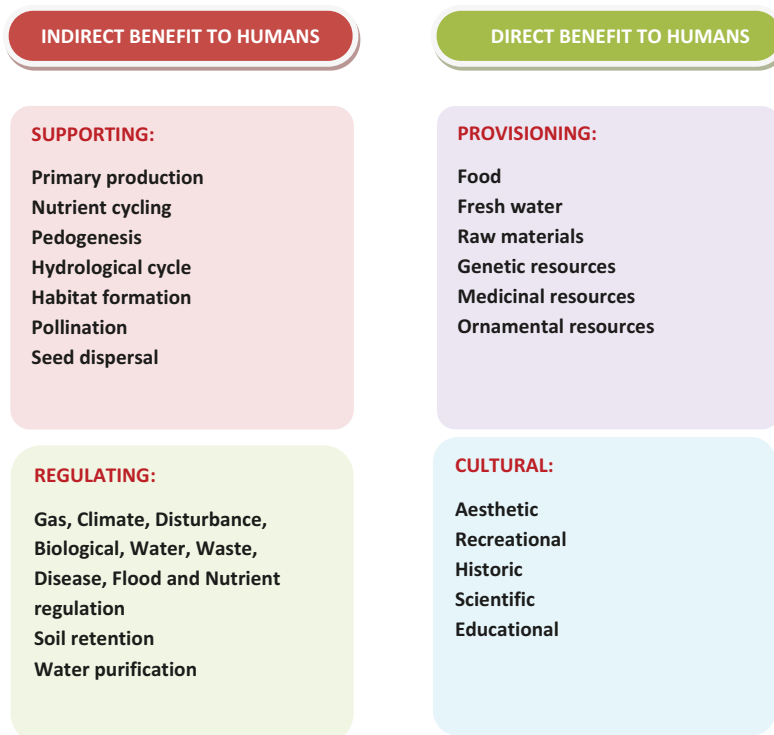 INDIRECT BENEFIT TO HUMANS
DIRECT BENEFIT TO HUMANS
SUPPORTING:
Primary production
Nutrient cycling
Pedogenesis
Hydrological cycle
Habitat formation
Pollination
Seed dispersal
PROVISIONING:
Food
Fresh water
Raw materials
Genetic resources
Medicinal resources
Ornamental resources
REGULATING:
Gas, Climate, Disturbance,
Biological, Water, Waste,
Disease, Flood and Nutrient
regulation
Soil retention
Water purification
CULTURAL:
Aesthetic
Recreational
Historic
Scientific
Educational